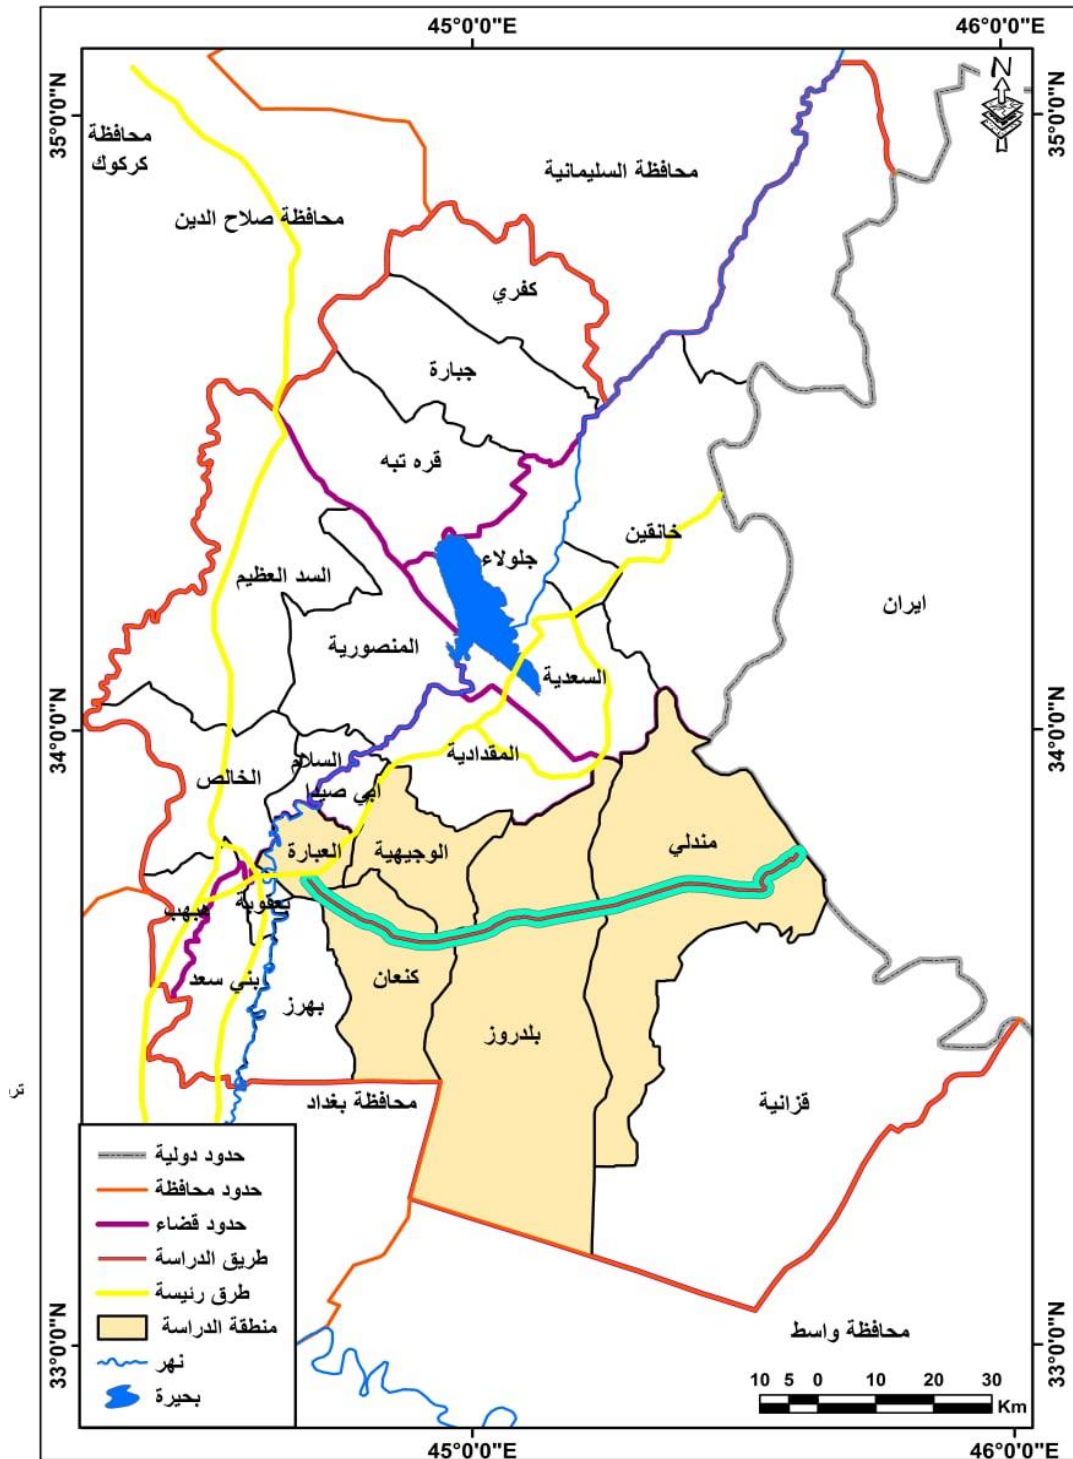 45°0'0"E
46°0'0"E
N
35°0'0"N
35°0'0"N
محافظة
كركوك
محافظة السليمانية
محافظة صلاح الدين
كفري
جبارة
قره تبه
خانقين
جلولاء
السد العظيم
ايران
المنصورية
السعدية
34°0'0"N
34°0'0"N
المقدادية
السلام
الخالص
ابي صيدا
مندلي
العبارة
الوجيهية
بعقوبة
هبهب
كنعان
بني سعد
بهرز
بلدروز
محافظة بغداد
قزانية
حدود دولية
حدود محافظة
حدود قضاء
طريق الدراسة
طرق رئيسة
منطقة الدراسة
نهر
بحيرة
محافظة واسط
33°0'0"N
33°0'0"N
10 5 0 10 20 30
Km
45°0'0"E
46°0'0"E